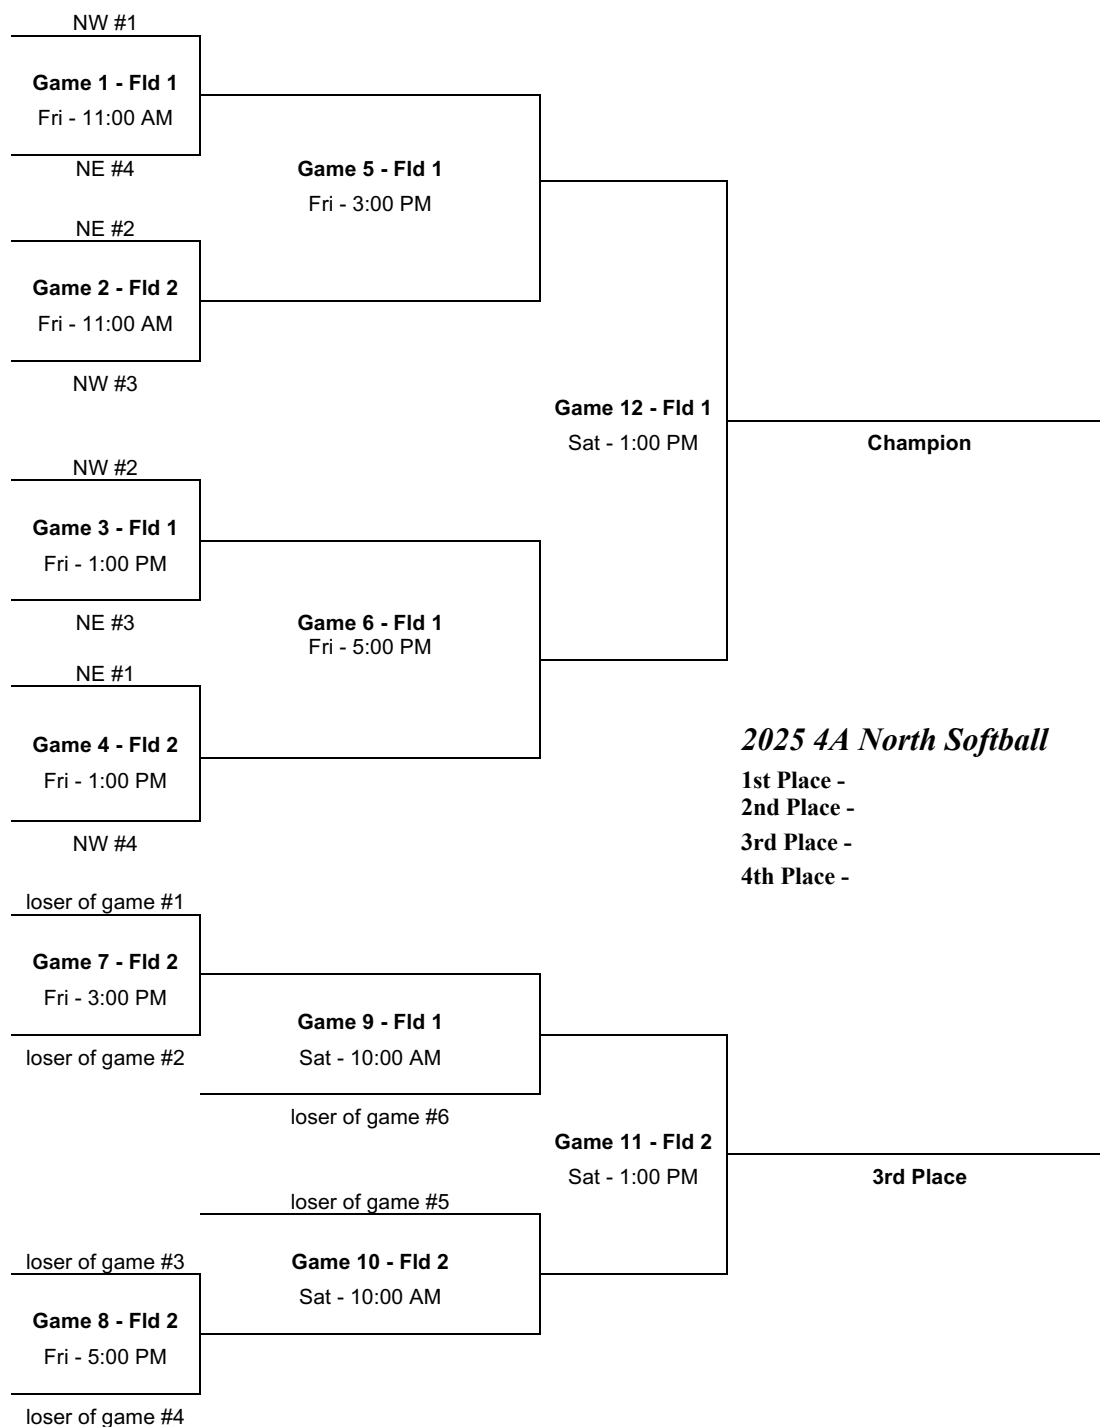 NW #1
Game 1 - Fld 1
Fri - 11:00 AM
NE #4
Game 5 - Fld 1
Fri - 3:00 PM
NE #2
Game 2 - Fld 2
Fri - 11:00 AM
NW #3
Game 12 - Fld 1
Sat - 1:00 PM
Champion
NW #2
Game 3 - Fld 1
Fri - 1:00 PM
NE #3
Game 6 - Fld 1
Fri - 5:00 PM
NE #1
Game 4 - Fld 2
Fri - 1:00 PM
NW #4
2025 4A North Softball
1st Place -
2nd Place -
3rd Place -
4th Place -
loser of game #1
Game 7 - Fld 2
Fri - 3:00 PM
loser of game #2
Game 9 - Fld 1
Sat - 10:00 AM
loser of game #6
Game 11 - Fld 2
Sat - 1:00 PM
3rd Place
loser of game #5
Game 10 - Fld 2
Sat - 10:00 AM
loser of game #3
Game 8 - Fld 2
Fri - 5:00 PM
loser of game #4